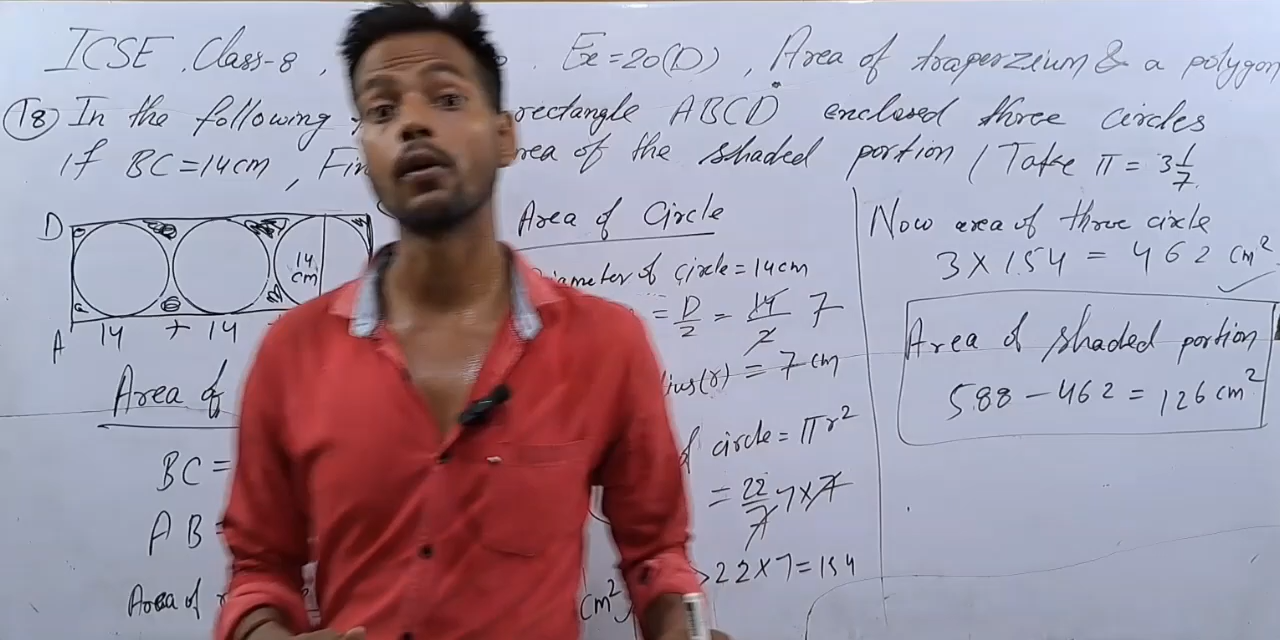 ICSE, Class-8, Ex=20(D), Area of traperzium & a polygon
(18) In the following rectangle ABCD enclosed three circles
If BC=14cm, Area of the shaded portion (Take π = 3 1/7
D
14 cm
A
14 + 14
Area of
BC=
AB=
Area of
cm²
Area of Circle
Diameter of circle=14cm
= D/2 = 14/2 7
(r) = 7 cm
of circle = πr²
= 22/7 7×7
22×7=154
Now area of three circle
3×154 = 462 cm²
Area of shaded portion
588-462 = 126 cm²